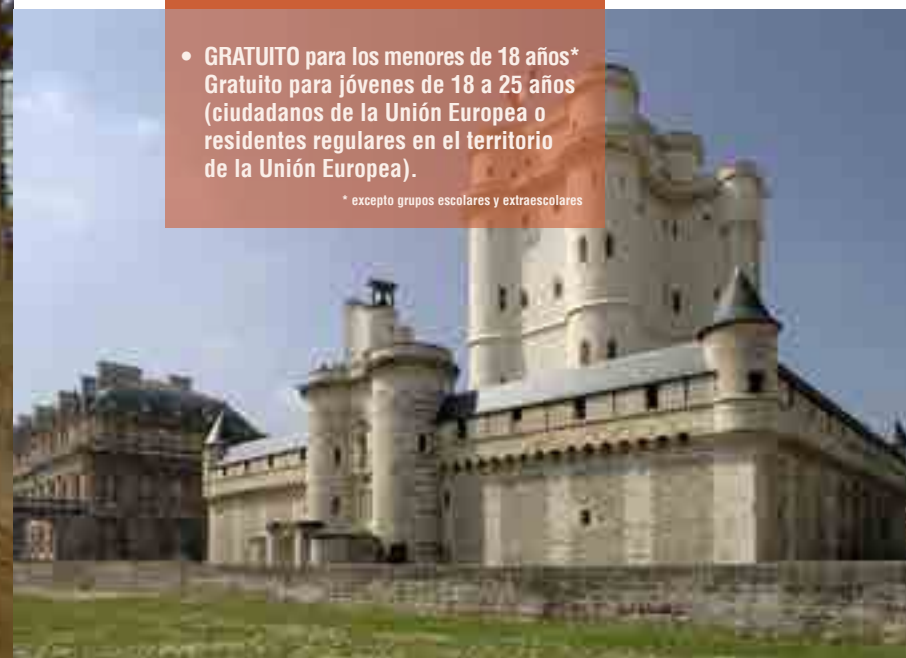 • GRATUITO para los menores de 18 años*
Gratuito para jóvenes de 18 a 25 años
(ciudadanos de la Unión Europea o
residentes regulares en el territorio
de la Unión Europea).
* excepto grupos escolares y extraescolares